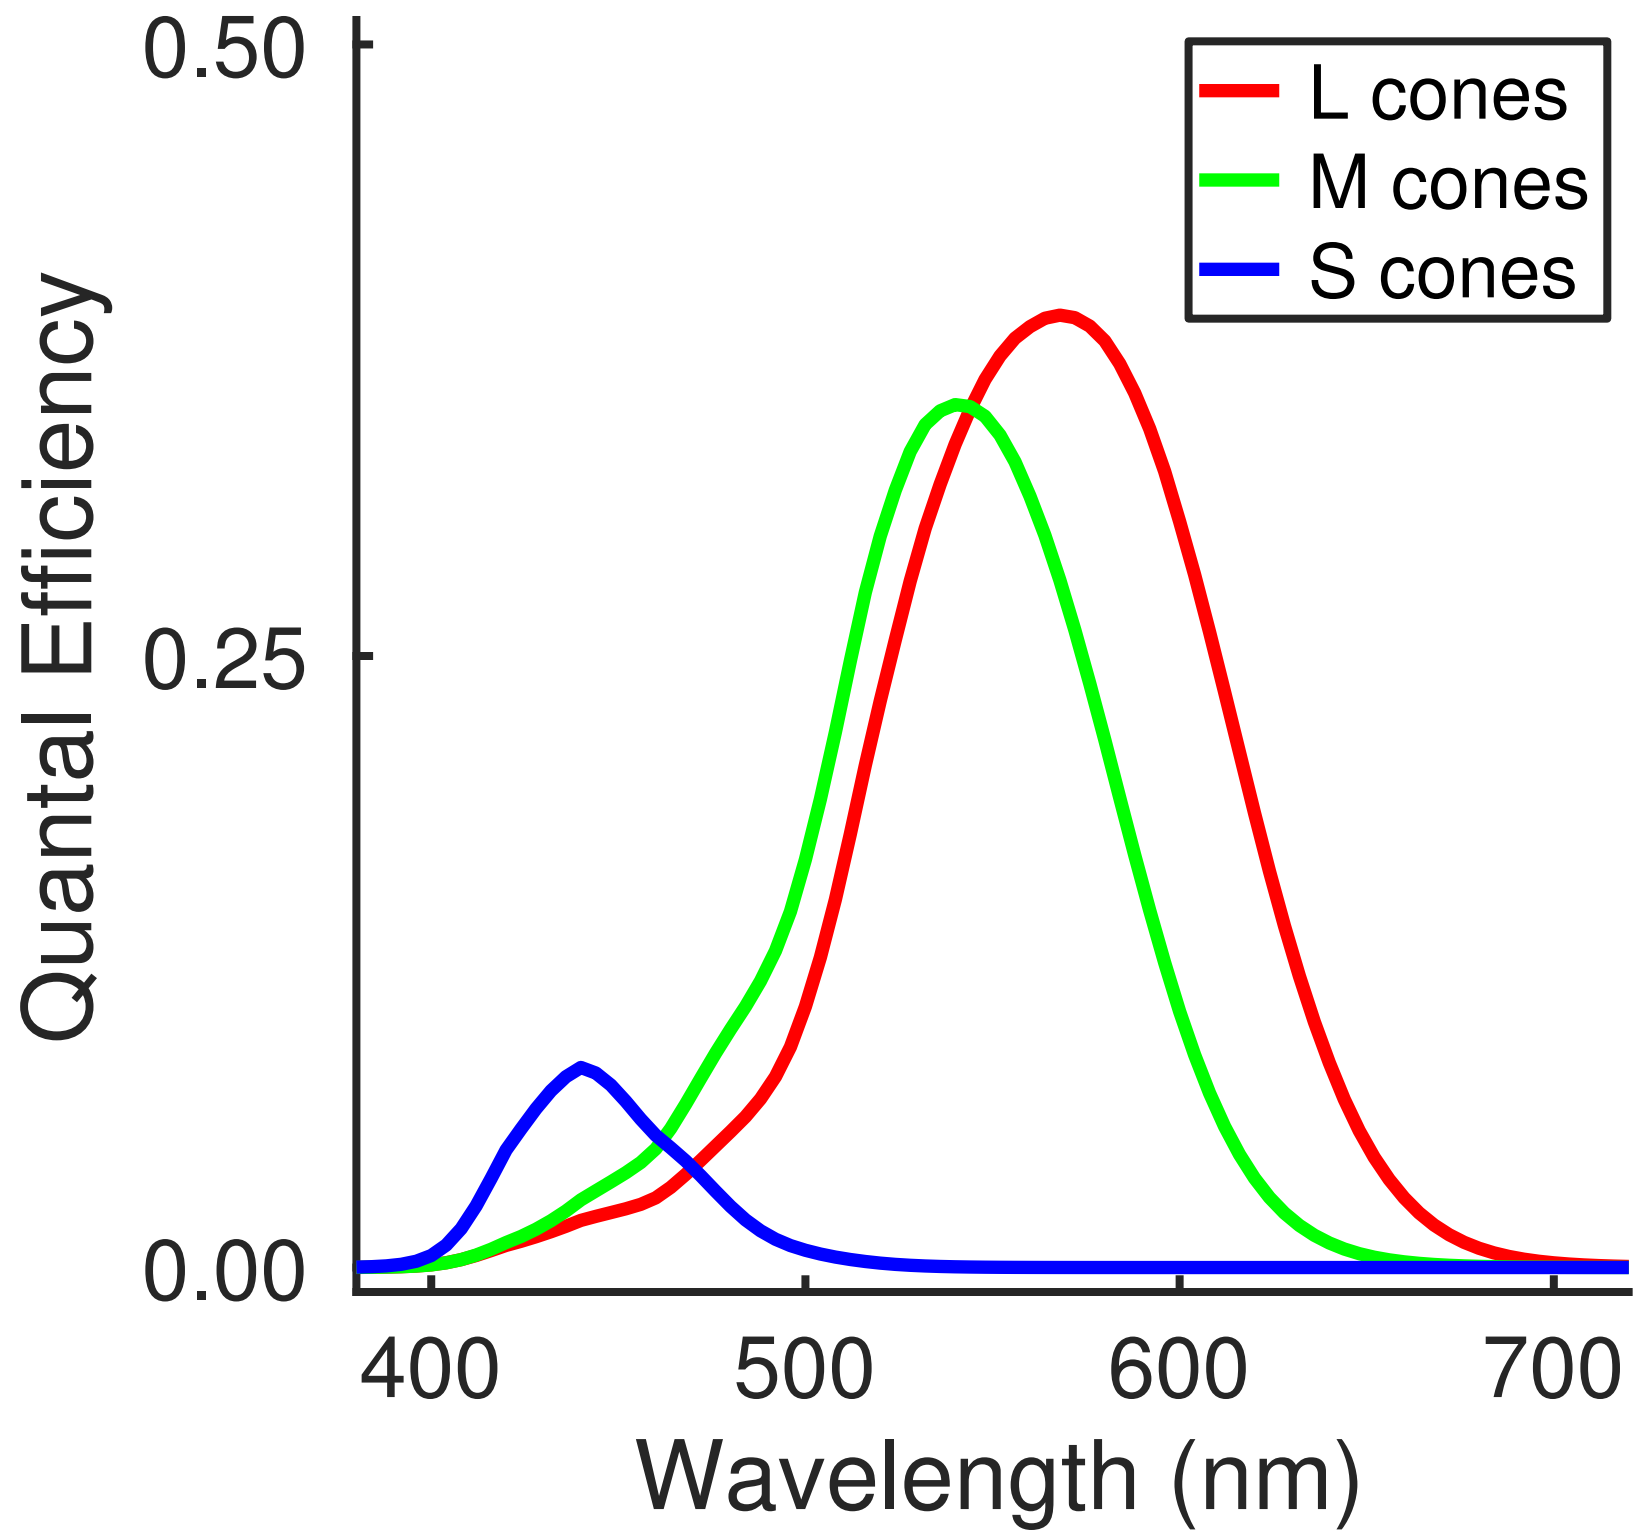 0.50
0.25
0.00
Quantal Efficiency
L cones
M cones
S cones
400 500 600 700
Wavelength (nm)